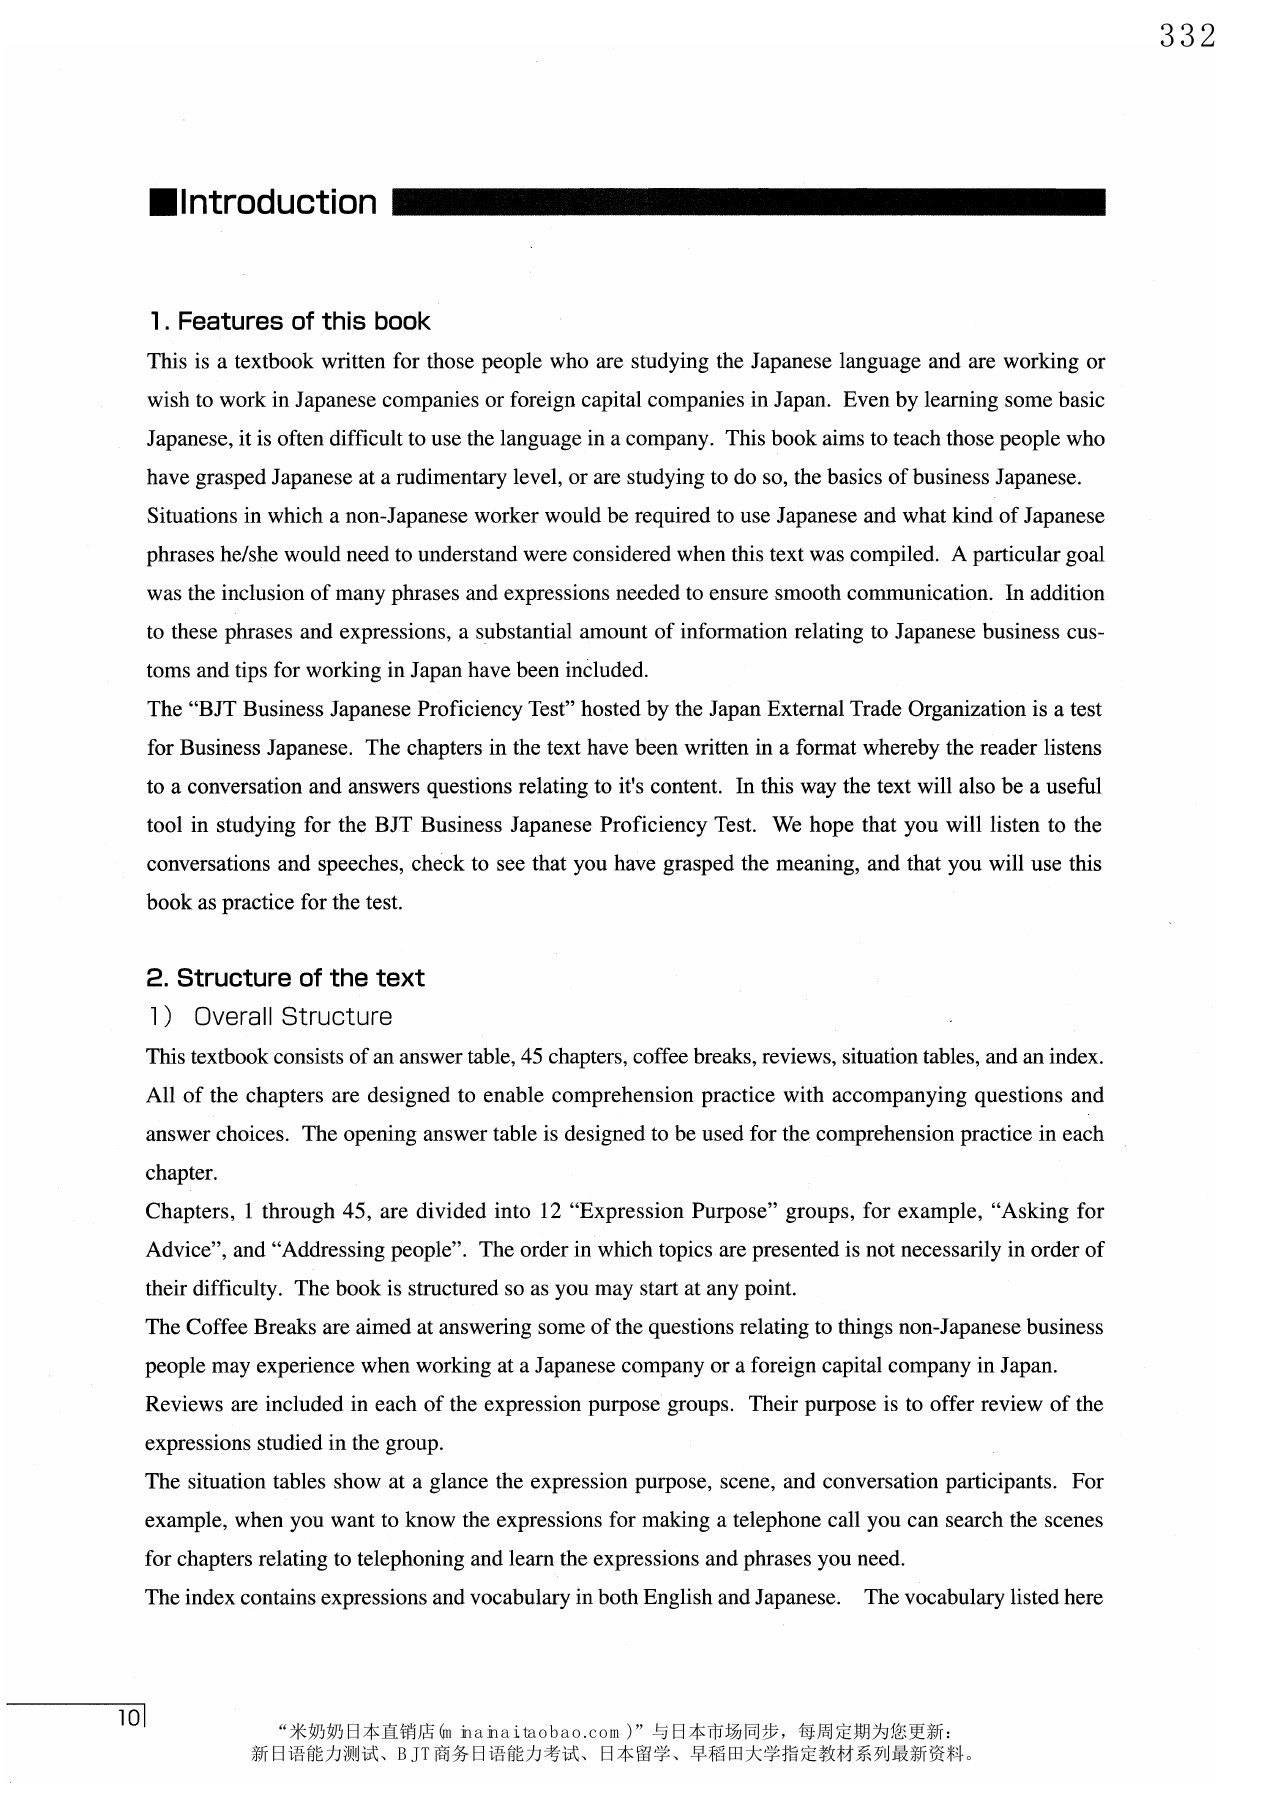 332
■Introduction
1. Features of this book
This is a textbook written for those people who are studying the Japanese language and are working or
wish to work in Japanese companies or foreign capital companies in Japan. Even by learning some basic
Japanese, it is often difficult to use the language in a company. This book aims to teach those people who
have grasped Japanese at a rudimentary level, or are studying to do so, the basics of business Japanese.
Situations in which a non-Japanese worker would be required to use Japanese and what kind of Japanese
phrases he/she would need to understand were considered when this text was compiled. A particular goal
was the inclusion of many phrases and expressions needed to ensure smooth communication. In addition
to these phrases and expressions, a substantial amount of information relating to Japanese business cus-
toms and tips for working in Japan have been included.
The “BJT Business Japanese Proficiency Test” hosted by the Japan External Trade Organization is a test
for Business Japanese. The chapters in the text have been written in a format whereby the reader listens
to a conversation and answers questions relating to it's content. In this way the text will also be a useful
tool in studying for the BJT Business Japanese Proficiency Test. We hope that you will listen to the
conversations and speeches, check to see that you have grasped the meaning, and that you will use this
book as practice for the test.
2. Structure of the text
1) Overall Structure
This textbook consists of an answer table, 45 chapters, coffee breaks, reviews, situation tables, and an index.
All of the chapters are designed to enable comprehension practice with accompanying questions and
answer choices. The opening answer table is designed to be used for the comprehension practice in each
chapter.
Chapters, 1 through 45, are divided into 12 “Expression Purpose” groups, for example, “Asking for
Advice”, and “Addressing people”. The order in which topics are presented is not necessarily in order of
their difficulty. The book is structured so as you may start at any point.
The Coffee Breaks are aimed at answering some of the questions relating to things non-Japanese business
people may experience when working at a Japanese company or a foreign capital company in Japan.
Reviews are included in each of the expression purpose groups. Their purpose is to offer review of the
expressions studied in the group.
The situation tables show at a glance the expression purpose, scene, and conversation participants. For
example, when you want to know the expressions for making a telephone call you can search the scenes
for chapters relating to telephoning and learn the expressions and phrases you need.
The index contains expressions and vocabulary in both English and Japanese. The vocabulary listed here
10
“米奶奶日本直销店(minainai.taobao.com)”与日本市场同步，每周定期为您更新：
新日语能力测试、BJT商务日语能力考试、日本留学、早稻田大学指定教材系列最新资料。